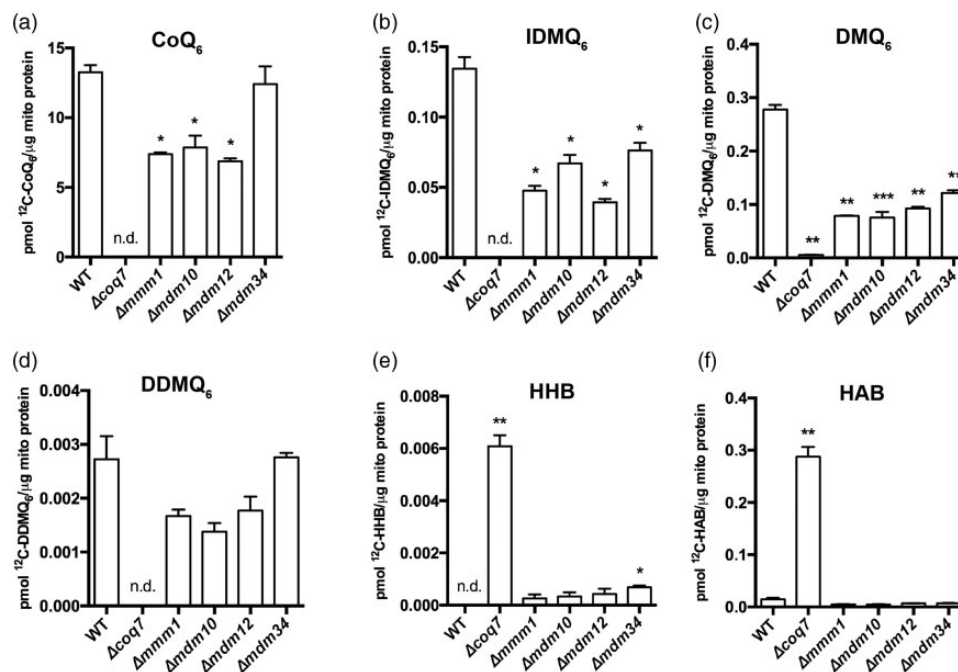 (a)
CoQ6
pmol 12C-CoQ6/µg mito protein
15
10
5
0
*
*
*
n.d.
WT
Δcoq7
Δmmm1
Δmdm10
Δmdm12
Δmdm34
(b)
IDMQ6
pmol 12C-IDMQ6/µg mito protein
0.15
0.10
0.050
0.0
*
*
*
*
n.d.
WT
Δcoq7
Δmmm1
Δmdm10
Δmdm12
Δmdm34
(c)
DMQ6
pmol 12C-DMQ6/µg mito protein
0.4
0.3
0.2
0.1
0.0
**
**
***
**
**
WT
Δcoq7
Δmmm1
Δmdm10
Δmdm12
Δmdm34
(d)
DDMQ6
pmol 12C-DDMQ6/µg mito protein
0.004
0.003
0.002
0.001
0.000
n.d.
WT
Δcoq7
Δmmm1
Δmdm10
Δmdm12
Δmdm34
(e)
HHB
pmol 12C-HHB/µg mito protein
0.008
0.006
0.004
0.002
0.000
**
*
n.d.
WT
Δcoq7
Δmmm1
Δmdm10
Δmdm12
Δmdm34
(f)
HAB
pmol 12C-HAB/µg mito protein
0.4
0.3
0.2
0.1
0.0
**
WT
Δcoq7
Δmmm1
Δmdm10
Δmdm12
Δmdm34